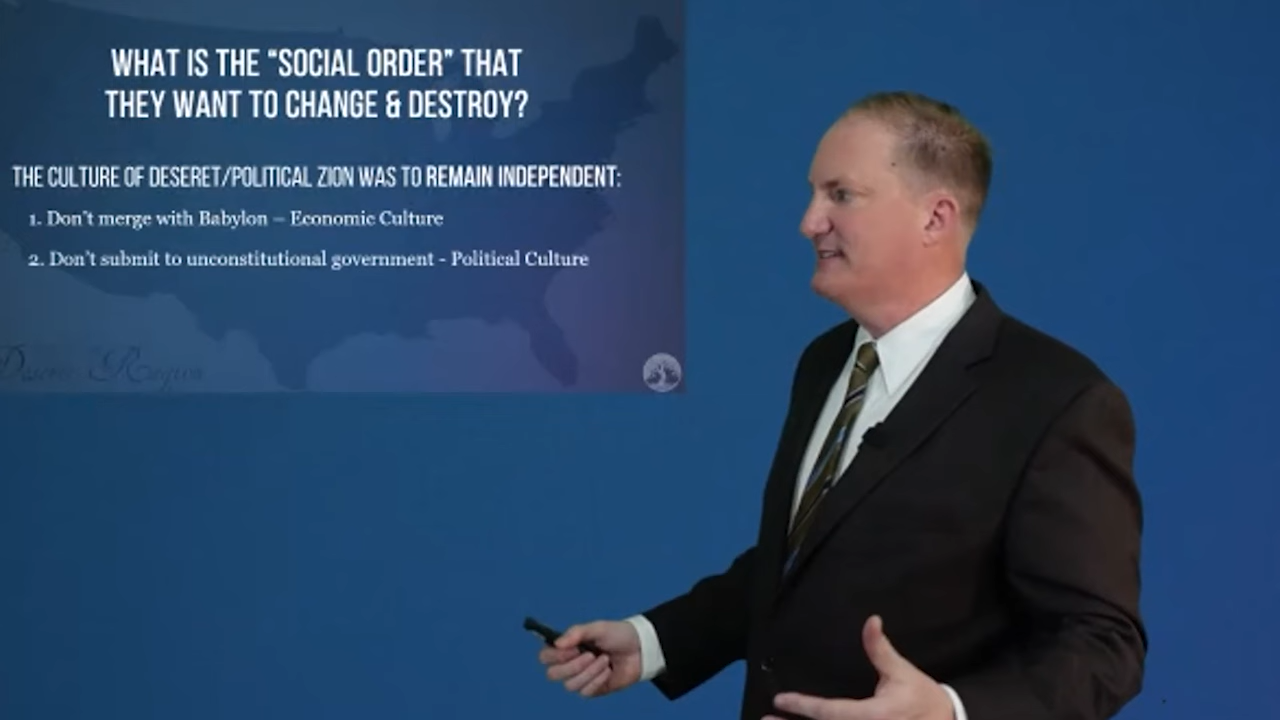 WHAT IS THE “SOCIAL ORDER” THAT
THEY WANT TO CHANGE & DESTROY?
THE CULTURE OF DESERET/POLITICAL ZION WAS TO REMAIN INDEPENDENT:
1. Don't merge with Babylon – Economic Culture
2. Don't submit to unconstitutional government - Political Culture